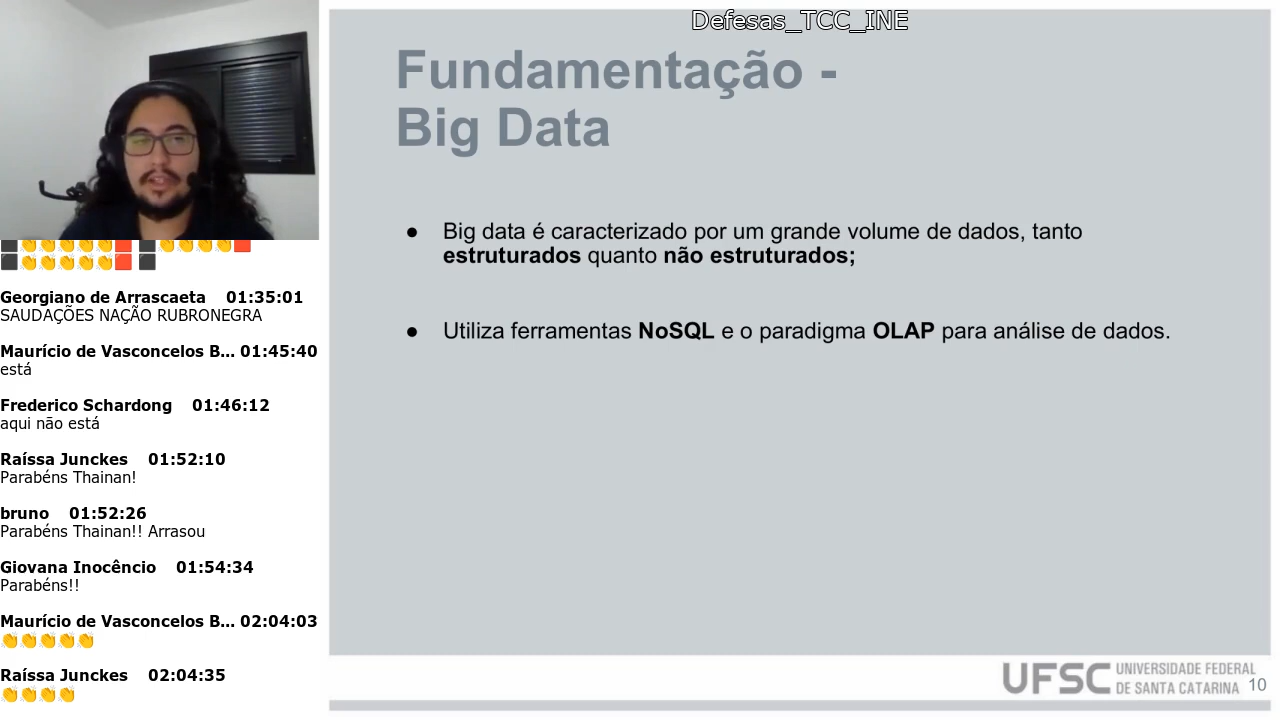 Defesas_TCC_INE
Fundamentação -
Big Data
● Big data é caracterizado por um grande volume de dados, tanto
estruturados quanto não estruturados;
● Utiliza ferramentas NoSQL e o paradigma OLAP para análise de dados.
UFSC UNIVERSIDADE FEDERAL
DE SANTA CATARINA 10
⬛👏👏👏👏👏🟥 ⬛👏👏👏👏🟥
⬛👏👏👏👏👏🟥 ⬛
Georgiano de Arrascaeta 01:35:01
SAUDAÇÕES NAÇÃO RUBRONEGRA
Maurício de Vasconcelos B... 01:45:40
está
Frederico Schardong 01:46:12
aqui não está
Raíssa Junckes 01:52:10
Parabéns Thainan!
bruno 01:52:26
Parabéns Thainan!! Arrasou
Giovana Inocêncio 01:54:34
Parabéns!!
Maurício de Vasconcelos B... 02:04:03
👏👏👏👏👏
Raíssa Junckes 02:04:35
👏👏👏👏